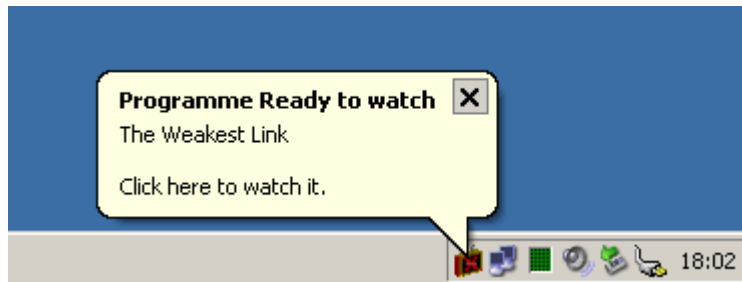 Programme Ready to watch
The Weakest Link
Click here to watch it.
18:02